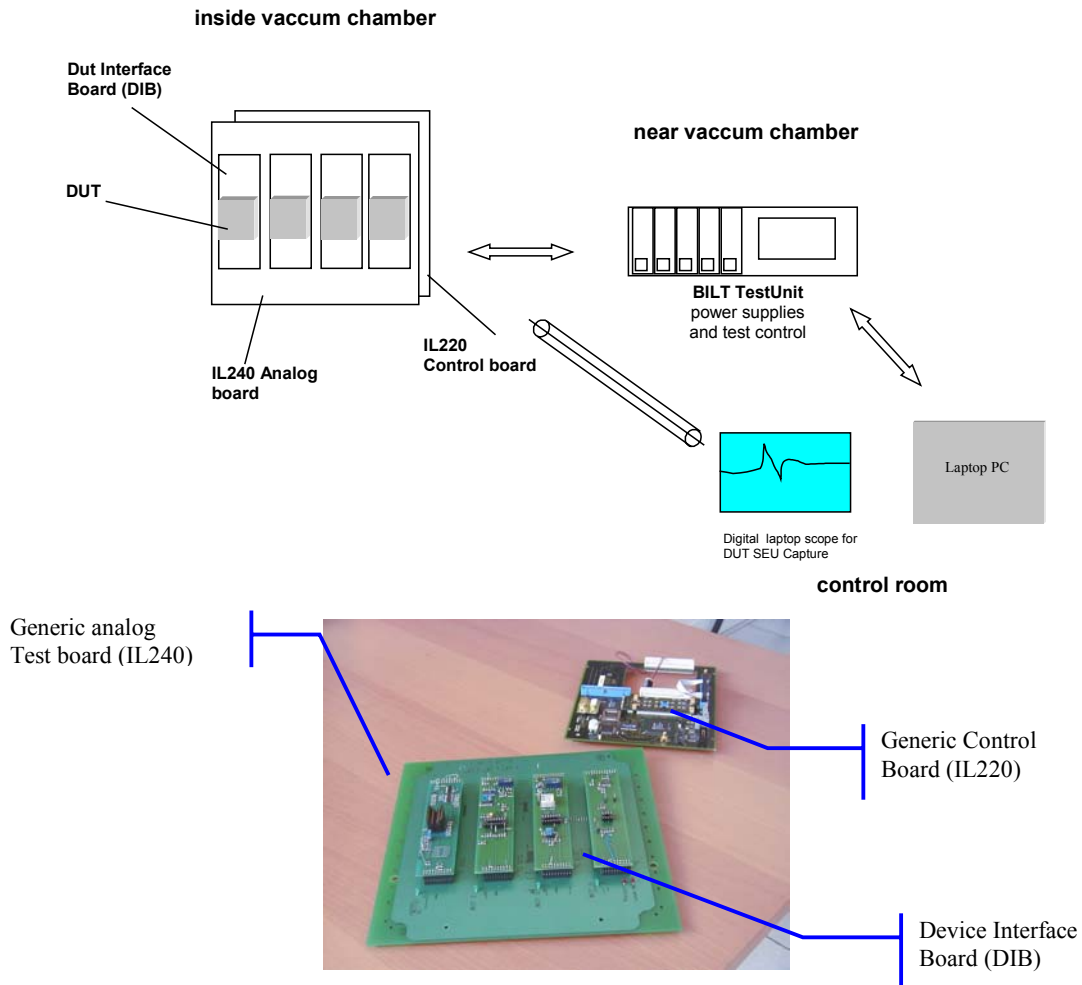 inside vaccum chamber
Dut Interface
Board (DIB)
near vaccum chamber
DUT
BILT TestUnit
power supplies
and test control
IL220
Control board
IL240 Analog
board
Laptop PC
Digital laptop scope for
DUT SEU Capture
control room
Generic analog
Test board (IL240)
Generic Control
Board (IL220)
Device Interface
Board (DIB)